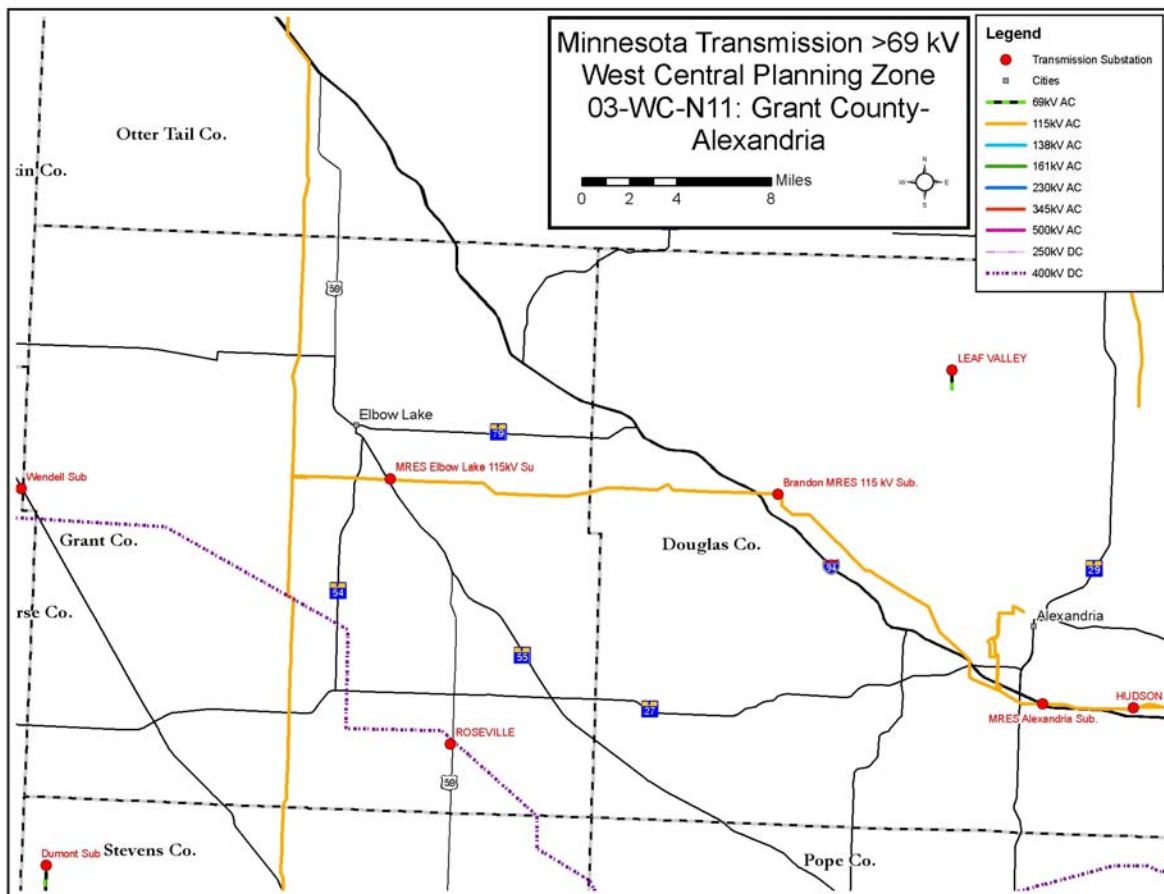 Minnesota Transmission >69 kV
West Central Planning Zone
03-WC-N11: Grant County-
Alexandria
Miles
0 2 4 8
N
W E
S
Legend
Transmission Substation
Cities
69kV AC
115kV AC
138kV AC
161kV AC
230kV AC
345kV AC
500kV AC
250kV DC
400kV DC
Otter Tail Co.
kin Co.
59
LEAF VALLEY
Elbow Lake
79
MRES Elbow Lake 115kV Su
Wendell Sub
Brandon MRES 115 kV Sub.
Grant Co.
Douglas Co.
94
29
54
rse Co.
Alexandria
55
27
HUDSON
MRES Alexandria Sub.
ROSEVILLE
59
Dumont Sub
Stevens Co.
Pope Co.